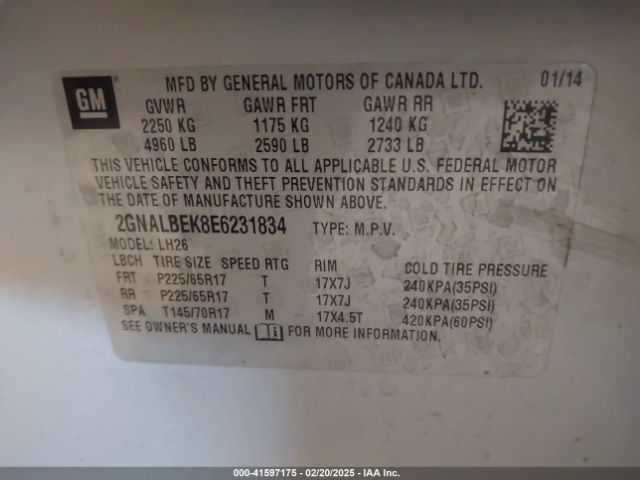 GM MFD BY GENERAL MOTORS OF CANADA LTD. 01/14
GVWR GAWR FRT GAWR RR
2250 KG 1175 KG 1240 KG
4960 LB 2590 LB 2733 LB
THIS VEHICLE CONFORMS TO ALL APPLICABLE U.S. FEDERAL MOTOR
VEHICLE SAFETY AND THEFT PREVENTION STANDARDS IN EFFECT ON
THE DATE OF MANUFACTURE SHOWN ABOVE.
2GNALBEK8E6231834 TYPE: M.P.V.
MODEL: LH26
LBCH TIRE SIZE SPEED RTG RIM COLD TIRE PRESSURE
FRT P225/65R17 T 17X7J 240KPA(35PSI)
RR P225/65R17 T 17X7J 240KPA(35PSI)
SPA T145/70R17 M 17X4.5T 420KPA(60PSI)
SEE OWNER'S MANUAL FOR MORE INFORMATION.
0-41597175 - 02/20/2025 - IAA Inc.